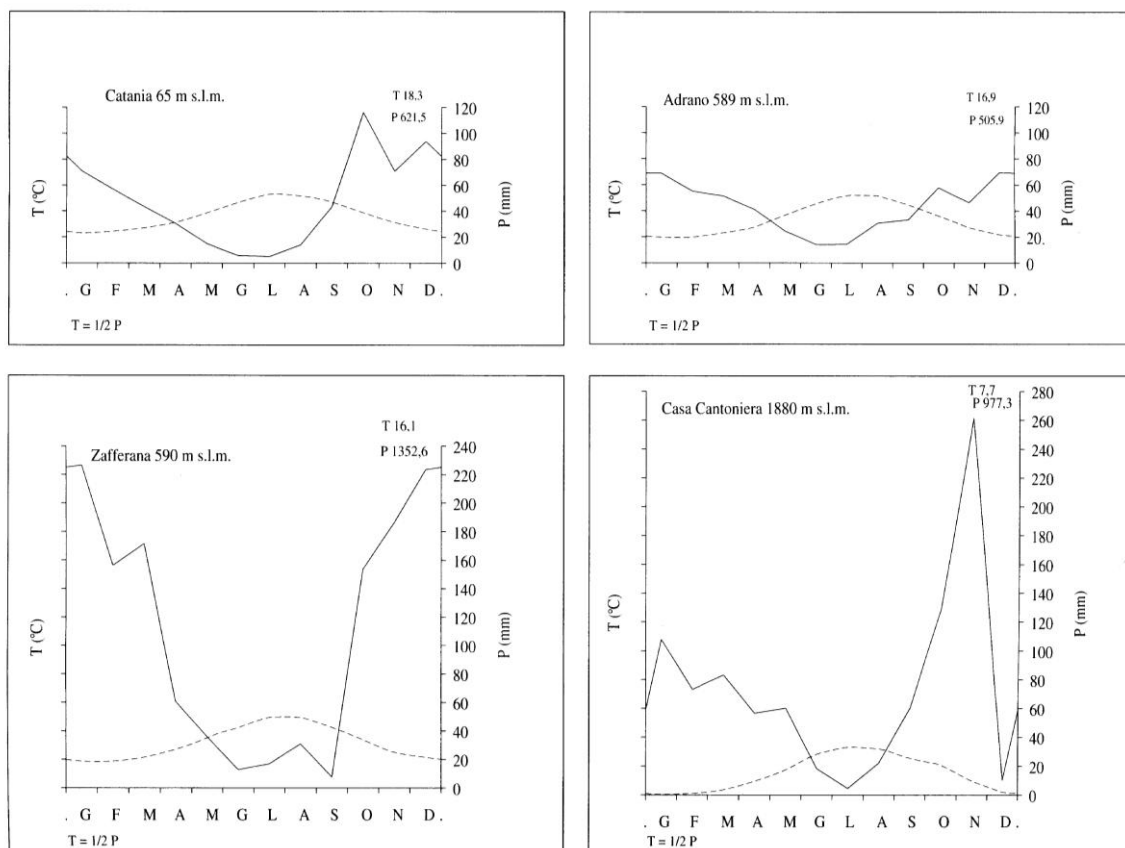 Catania 65 m s.l.m.
T 18,3
P 621,5
T (°C)
P (mm)
120
100
80
60
40
20
0
. G F M A M G L A S O N D .
T = 1/2 P
Adrano 589 m s.l.m.
T 16,9
P 505,9
T (°C)
P (mm)
120
100
80
60
40
20.
0
. G F M A M G L A S O N D .
T = 1/2 P
Zafferana 590 m s.l.m.
T 16,1
P 1352,6
T (°C)
P (mm)
240
220
200
180
160
140
120
100
80
60
40
20
0
. G F M A M G L A S O N D .
T = 1/2 P
Casa Cantoniera 1880 m s.l.m.
T 7,7
P 977,3
T (°C)
P (mm)
280
260
240
220
200
180
160
140
120
100
80
60
40
20
0
. G F M A M G L A S O N D .
T = 1/2 P